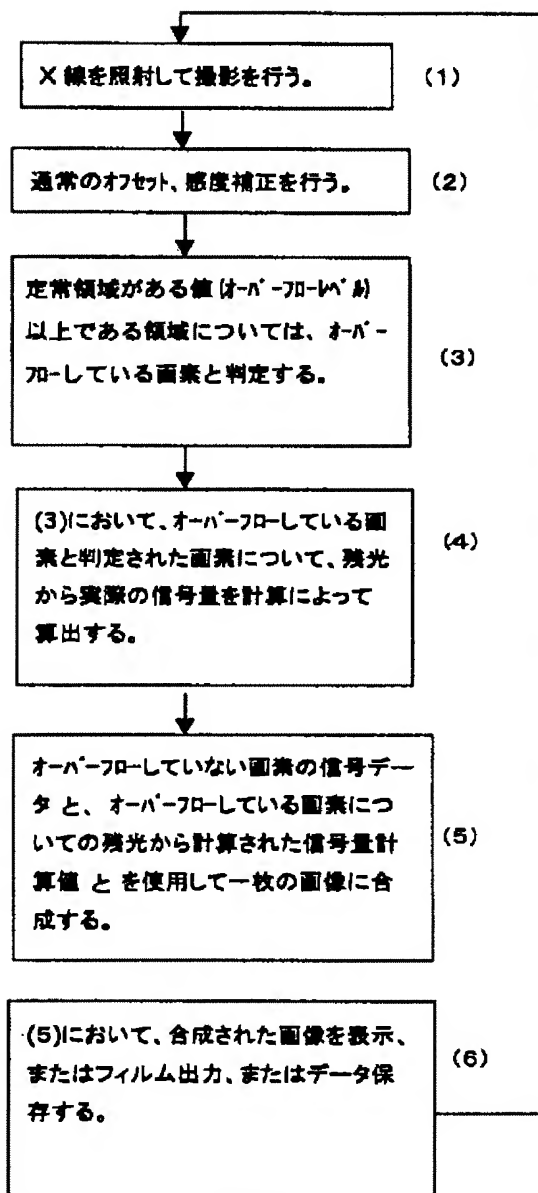 X線を照射して撮影を行う。 (1)
通常のオフセット、感度補正を行う。 (2)
定常領域がある値(ｵｰﾊﾞｰﾌﾛｰﾚﾍﾞﾙ)
以上である領域については、ｵｰﾊﾞｰ
ﾌﾛｰしている画素と判定する。 (3)
(3)において、ｵｰﾊﾞｰﾌﾛｰしている画
素と判定された画素について、残光
から実際の信号量を計算によって
算出する。 (4)
ｵｰﾊﾞｰﾌﾛｰしていない画素の信号デー
タ と、ｵｰﾊﾞｰﾌﾛｰしている画素につ
いての残光から計算された信号量計
算値 と を使用して一枚の画像に合
成する。 (5)
(5)において、合成された画像を表示、
またはフィルム出力、またはデータ保
存する。 (6)